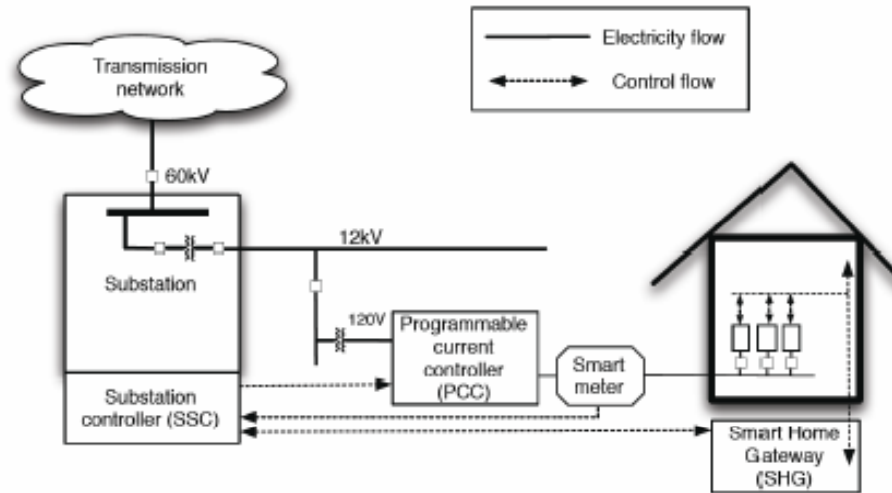 Electricity flow
Control flow
Transmission
network
60kV
12kV
Substation
120V
Programmable
current
controller
(PCC)
Smart
meter
Substation
controller (SSC)
Smart Home
Gateway
(SHG)